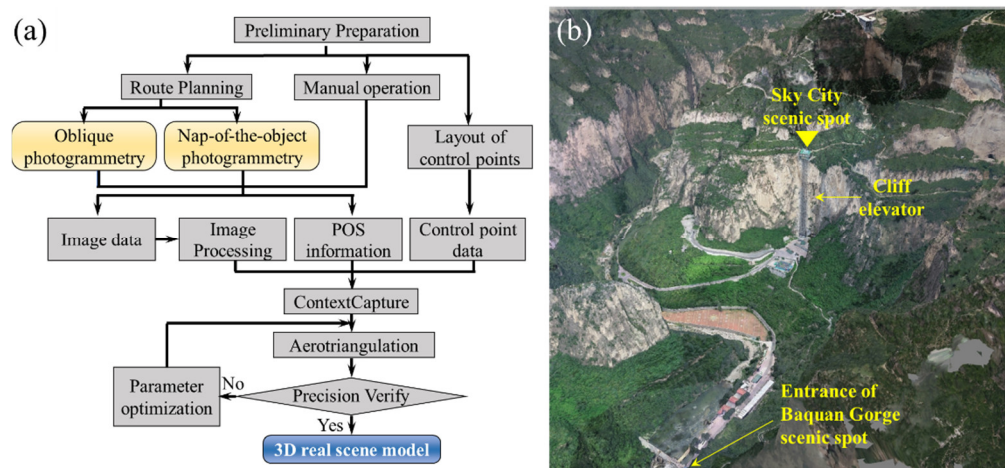 (a)
Preliminary Preparation
Route Planning
Manual operation
Oblique
photogrammetry
Nap-of-the-object
photogrammetry
Layout of
control points
Image data
Image
Processing
POS
information
Control point
data
ContextCapture
Aerotriangulation
Parameter
optimization
No
Precision Verify
Yes
3D real scene model
(b)
Sky City
scenic spot
Cliff
elevator
Entrance of
Baquan Gorge
scenic spot